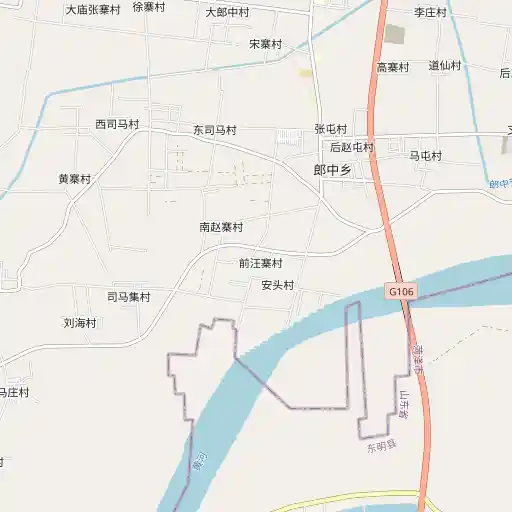 大庙张寨村
徐寨村
大郎中村
李庄村
宋寨村
高寨村
道仙村
西司马村
东司马村
张屯村
后赵屯村
马屯村
郎中乡
黄寨村
南赵寨村
前汪寨村
安头村
G106
司马集村
刘海村
马庄村
山东省
东明县
黄河